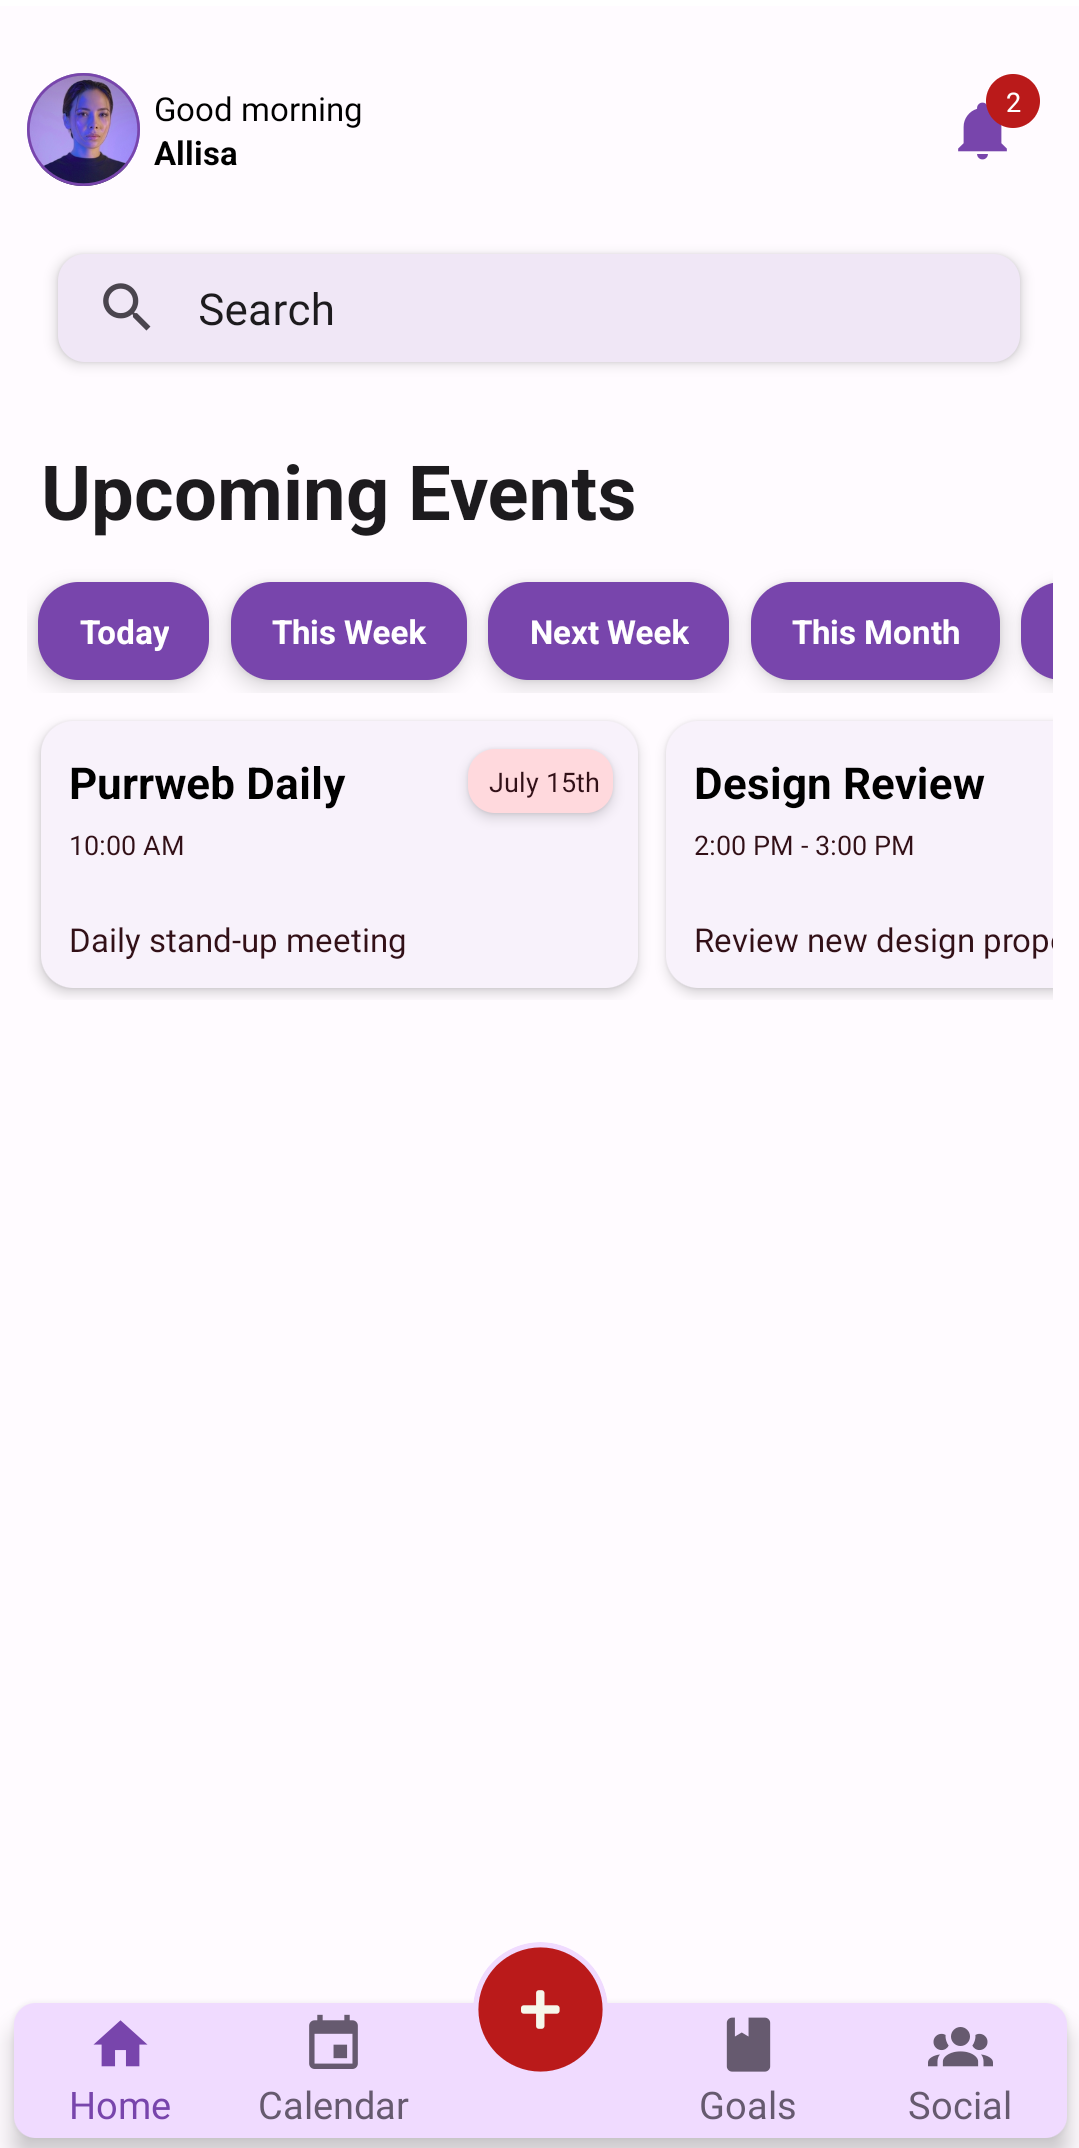 Good morning
Allisa
2
Search
Upcoming Events
Today
This Week
Next Week
This Month
Purrweb Daily
July 15th
10:00 AM
Daily stand-up meeting
Design Review
2:00 PM - 3:00 PM
Review new design
Home
Calendar
Goals
Social